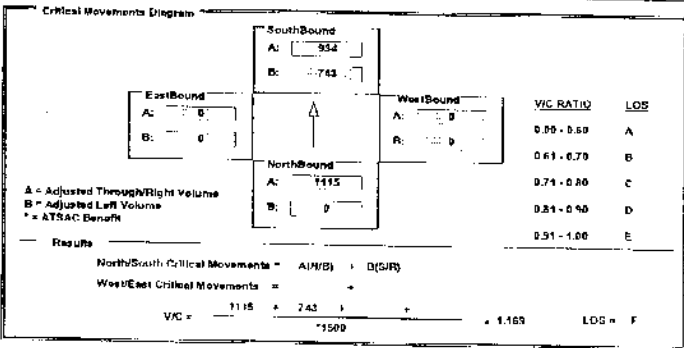 Critical Movements Diagram
SouthBound
A: 934
B: 743
EastBound
A: 0
B: 0
WestBound
A: 0
B: 0
NorthBound
A: 1115
B: 0
V/C RATIO LOS
0.00 - 0.60 A
0.61 - 0.70 B
0.71 - 0.80 C
0.81 - 0.90 D
0.91 - 1.00 E
A = Adjusted Through/Right Volume
B = Adjusted Left Volume
* = ATSAC Benefit
Results
North/South Critical Movements = A(N/B) + B(S/B)
West/East Critical Movements = +
V/C = 1115 + 743 + +
*1500
= 1.169 LOS = F